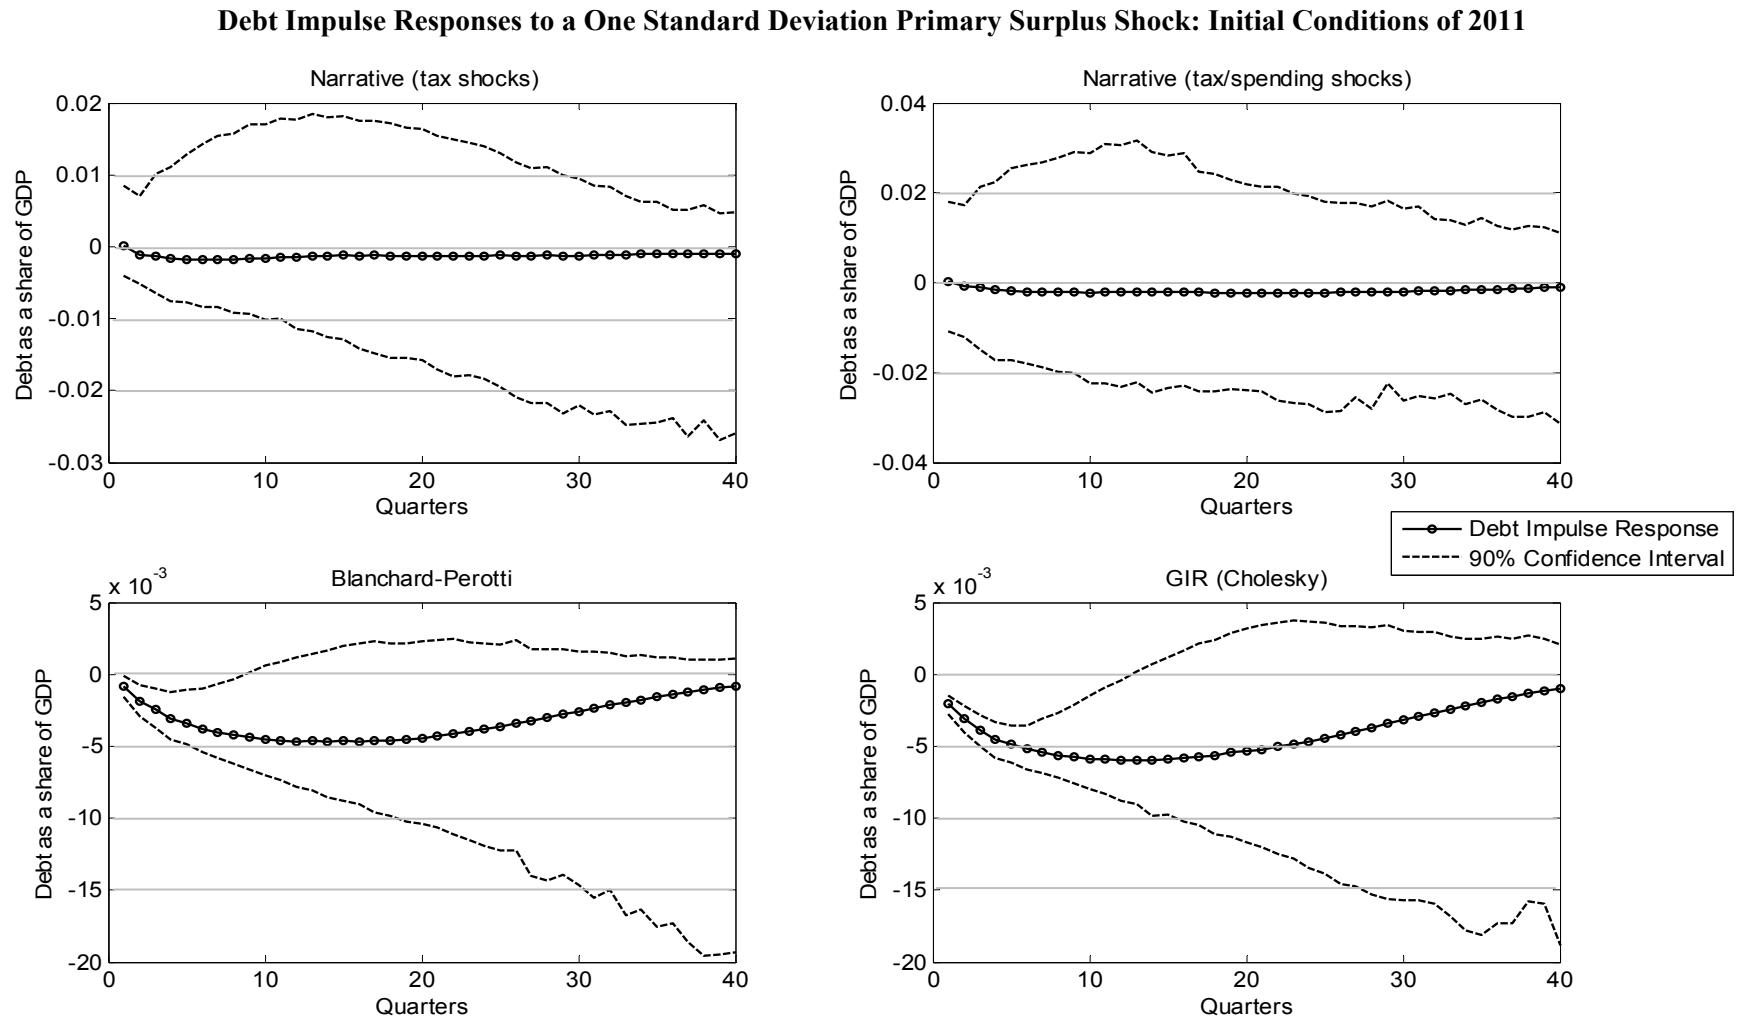 Debt Impulse Responses to a One Standard Deviation Primary Surplus Shock: Initial Conditions of 2011
Narrative (tax shocks)
0.02
0.01
0
-0.01
-0.02
-0.03
Debt as a share of GDP
0 10 20 30 40
Quarters
Narrative (tax/spending shocks)
0.04
0.02
0
-0.02
-0.04
Debt as a share of GDP
0 10 20 30 40
Quarters
Debt Impulse Response
90% Confidence Interval
Blanchard-Perotti
x 10-3
5
0
-5
-10
-15
-20
Debt as a share of GDP
0 10 20 30 40
Quarters
GIR (Cholesky)
x 10-3
5
0
-5
-10
-15
-20
Debt as a share of GDP
0 10 20 30 40
Quarters